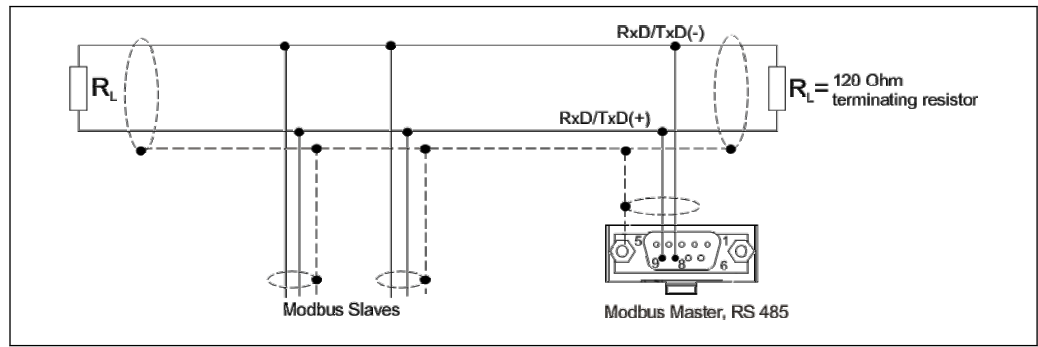 RxD/TxD(-)
RL
RL= 120 Ohm
terminating resistor
RxD/TxD(+)
5 1
9 8 6
Modbus Slaves
Modbus Master, RS 485